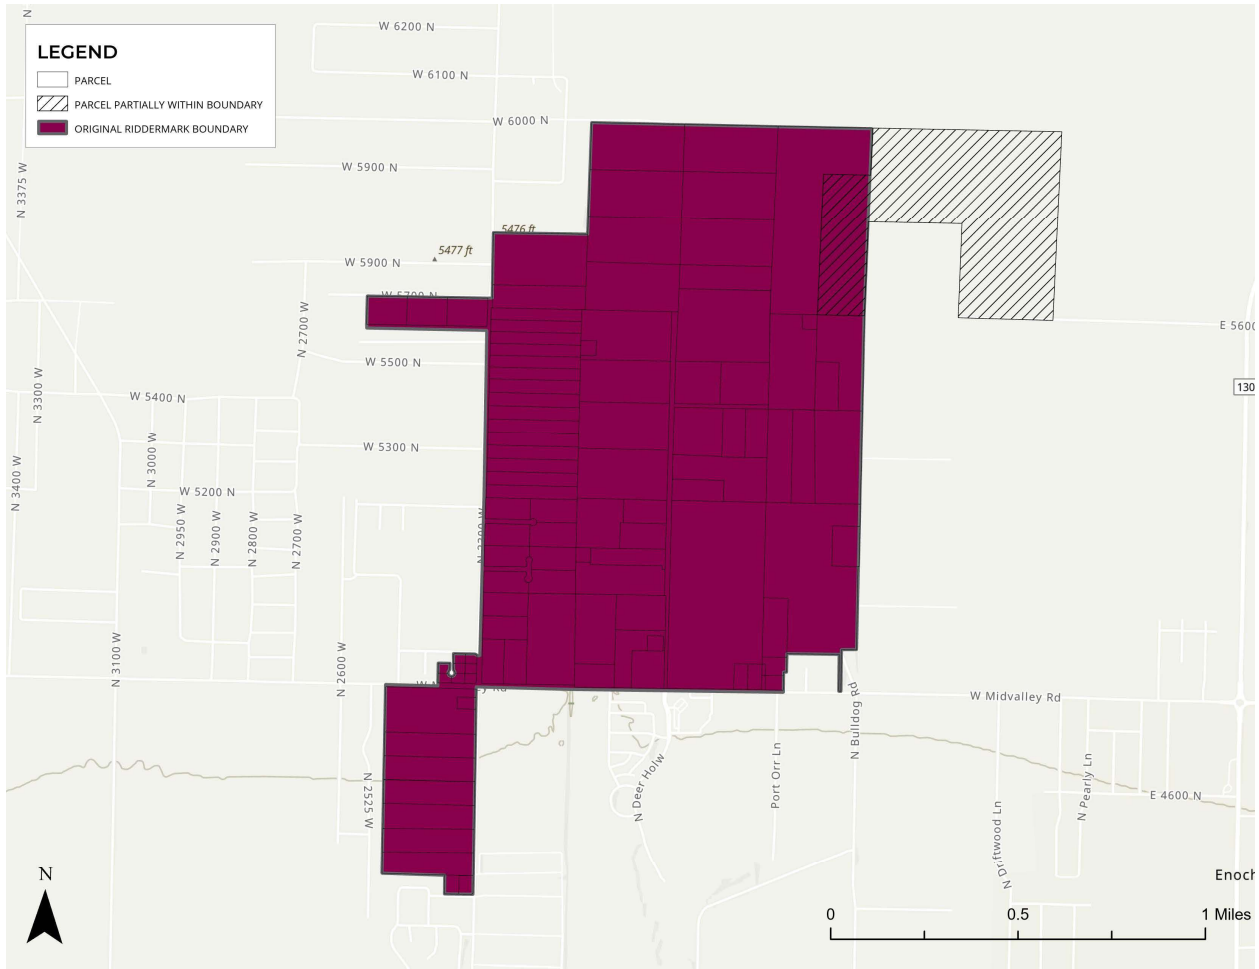 N
LEGEND
PARCEL
PARCEL PARTIALLY WITHIN BOUNDARY
ORIGINAL RIDDERMARK BOUNDARY
W 6200 N
W 6100 N
W 6000 N
W 5900 N
N 3375 W
5476 ft
5477 ft
W 5900 N
W 5700 N
N 2700 W
E 5600
W 5500 N
130
N 3300 W
W 5400 N
W 5300 N
N 3000 W
N 3400 W
W 5200 N
N 2950 W
N 2900 W
N 2800 W
N 2700 W
N 3100 W
N 2600 W
W Midvalley Rd
N Bulldog Rd
N 2525 W
N Deer Holw
Port Orr Ln
N Pearly Ln
E 4600 N
N Driftwood Ln
Enoch
N
0 0.5 1 Miles